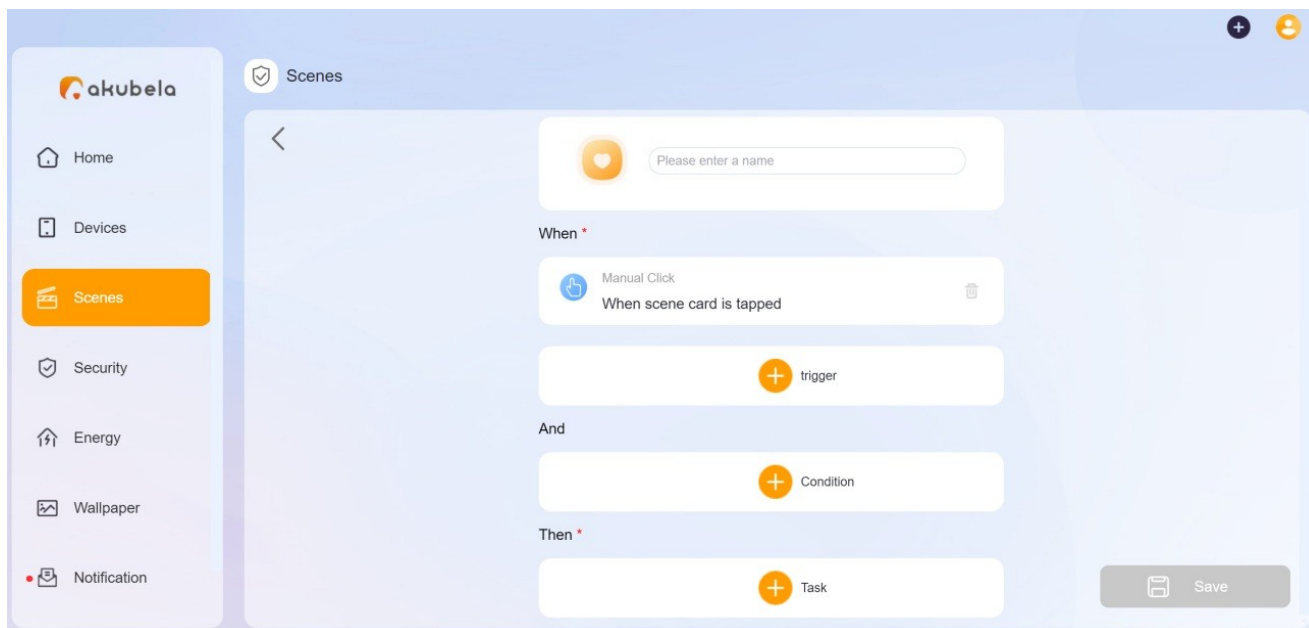 akubela
Scenes
Home
Devices
Scenes
Security
Energy
Wallpaper
Notification
Please enter a name
When *
Manual Click
When scene card is tapped
trigger
And
Condition
Then *
Task
Save